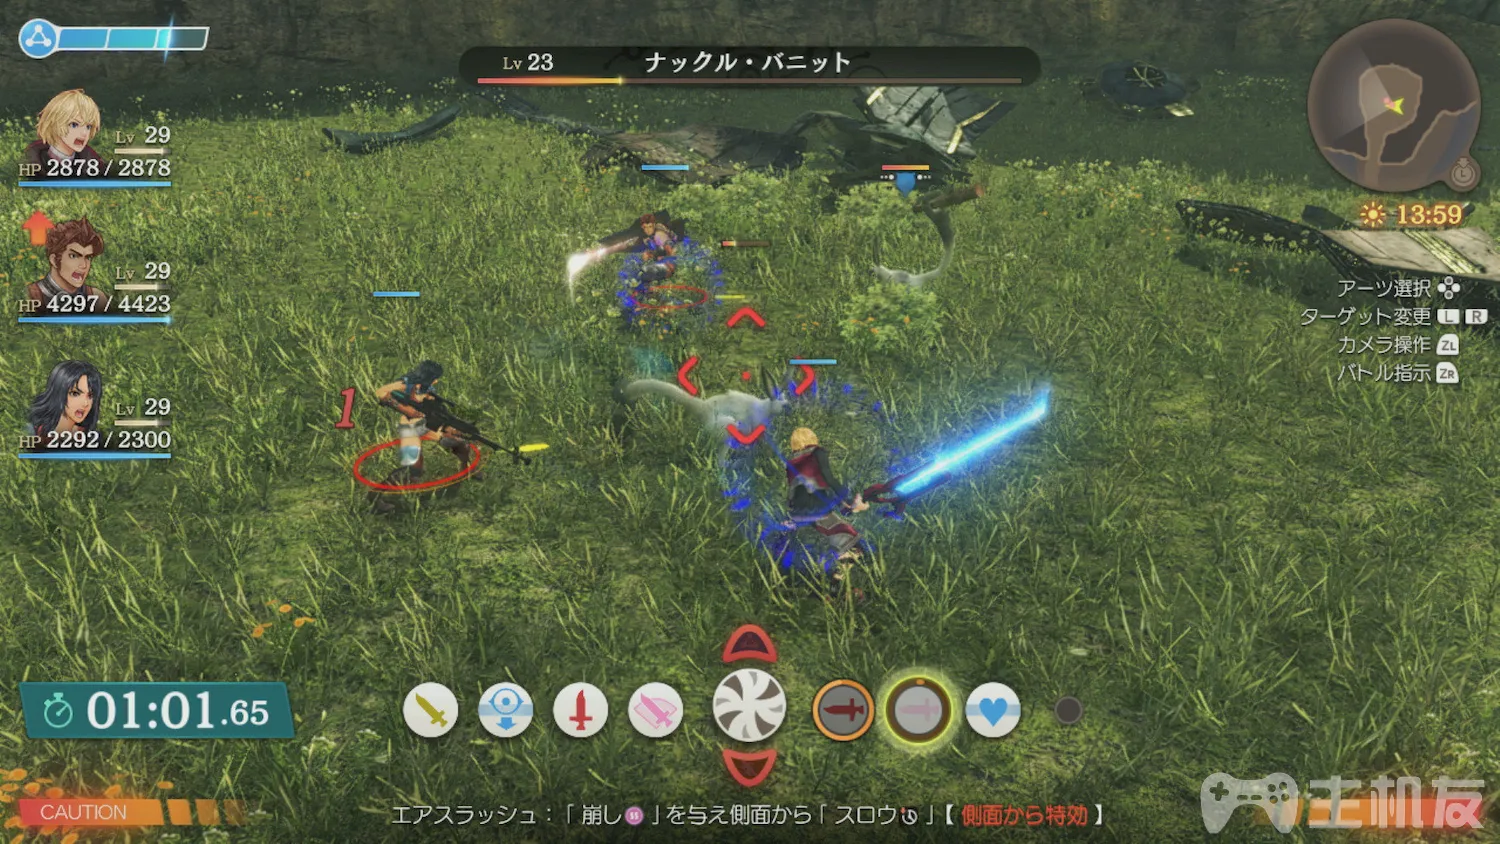 Lv 23 ナックル・バニット
Lv 29
HP 2878 / 2878
Lv 29
HP 4297 / 4423
Lv 29
HP 2292 / 2300
13:59
アーツ選択
ターゲット変更 L R
カメラ操作 ZL
バトル指示 ZR
1
01:01.65
CAUTION
エアスラッシュ：「崩し」を与え側面から「スロウ」【側面から特効】
主机友